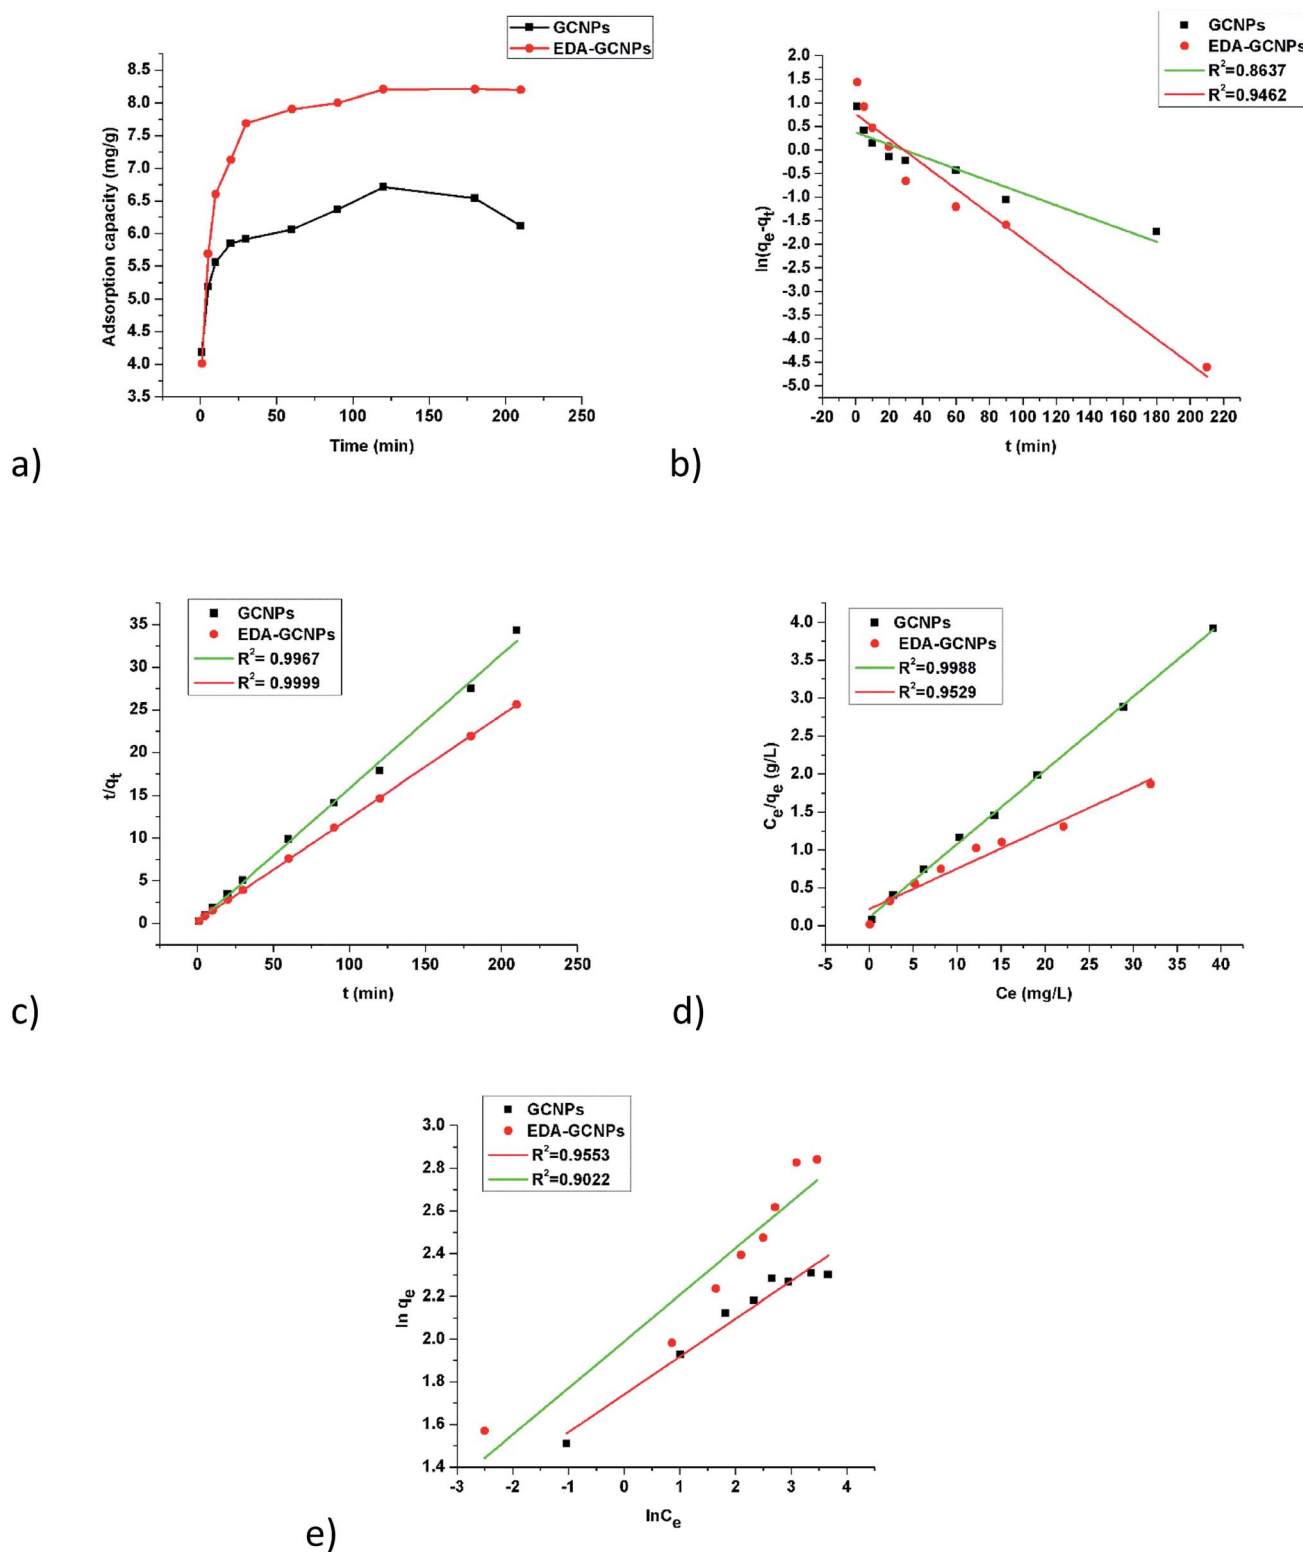 GCNPs
EDA-GCNPs
8.5
8.0
7.5
7.0
6.5
6.0
5.5
5.0
4.5
4.0
3.5
Adsorption capacity (mg/g)
0 50 100 150 200 250
Time (min)
a)
GCNPs
EDA-GCNPs
R²=0.8637
R²=0.9462
2.0
1.5
1.0
0.5
0.0
-0.5
-1.0
-1.5
-2.0
-2.5
-3.0
-3.5
-4.0
-4.5
-5.0
ln(qₑ-qₜ)
-20 0 20 40 60 80 100 120 140 160 180 200 220
t (min)
b)
GCNPs
EDA-GCNPs
R²= 0.9967
R²= 0.9999
35
30
25
20
15
10
5
0
t/qₜ
0 50 100 150 200 250
t (min)
c)
GCNPs
EDA-GCNPs
R²=0.9988
R²=0.9529
4.0
3.5
3.0
2.5
2.0
1.5
1.0
0.5
0.0
Cₑ/qₑ (g/L)
-5 0 5 10 15 20 25 30 35 40
Ce (mg/L)
d)
GCNPs
EDA-GCNPs
R²=0.9553
R²=0.9022
3.0
2.8
2.6
2.4
2.2
2.0
1.8
1.6
1.4
ln qₑ
-3 -2 -1 0 1 2 3 4
lnCₑ
e)